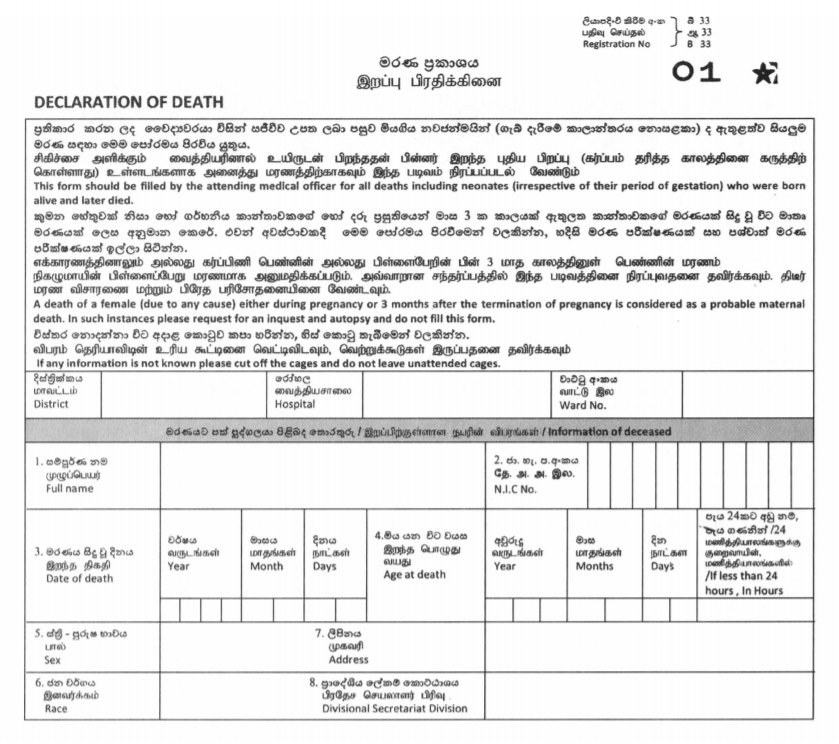 ලියාපදිංචි කිරීම අංක } බී 33
பதிவு செய்தல் } ஆ 33
Registration No } B 33
01
මරණ ප්‍රකාශය
இறப்பு பிரதிக்கினை
DECLARATION OF DEATH
ප්‍රතිකාර කරන ලද වෛද්‍යවරයා විසින් සජීවීව උපත ලබා පසුව මියගිය නවජන්මයින් (ගැබ් දැරීමේ කාලාන්තරය නොසළකා) ද ඇතුළත්ව සියලුම
මරණ සඳහා මෙම පෝරමය පිරවිය යුතුය.
சிகிச்சை அளிக்கும் வைத்தியரினால் உயிருடன் பிறந்ததன் பின்னர் இறந்த புதிய பிறப்பு (கர்ப்பம் தரித்த காலத்தினை கருத்திற்
கொள்ளாது) உள்ளடங்களாக அனைத்து மரணத்திற்காகவும் இந்த படிவம் நிரப்பப்படல் வேண்டும்
This form should be filled by the attending medical officer for all deaths including neonates (irrespective of their period of gestation) who were born
alive and later died.
කුමන හේතුවක් නිසා හෝ ගර්භනිය කාන්තාවකගේ හෝ දරු ප්‍රසූතියෙන් මාස 3 ක කාලයක් ඇතුලත කාන්තාවකගේ මරණයක් සිදු වූ විට මාතෘ
මරණයක් ලෙස අනුමාන කෙරේ. එවන් අවස්ථාවකදී මෙම පෝරමය පිරවීමෙන් වලකින්න, හදිසි මරණ පරීක්ෂණයක් සහ පශ්චාත් මරණ
පරීක්ෂණයක් ඉල්ලා සිටින්න.
எக்காரணத்தினாலும் அல்லது கர்ப்பிணி பெண்ணின் அல்லது பிள்ளைபேறின் பின் 3 மாத காலத்தினுள் பெண்ணின் மரணம்
நிகழுமாயின் பிள்ளைப்பேறு மரணமாக அனுமதிக்கப்படும். அவ்வாறான சந்தர்ப்பத்தில் இந்த படிவத்தினை நிரப்புவதனை தவிர்க்கவும். திடீர்
மரண விசாரணை மற்றும் பிரேத பரிசோதனையினை வேண்டவும்.
A death of a female (due to any cause) either during pregnancy or 3 months after the termination of pregnancy is considered as a probable maternal
death. In such instances please request for an inquest and autopsy and do not fill this form.
විස්තර නොදන්නා විට අදාළ කොටුව කපා හරින්න, හිස් කොටු තැබීමෙන් වලකින්න.
விபரம் தெரியாவிடின் உரிய கூட்டினை வெட்டிவிடவும், வெற்றுக்கூடுகள் இருப்பதனை தவிர்க்கவும்
If any information is not known please cut off the cages and do not leave unattended cages.
දිස්ත්‍රික්කය
மாவட்டம்
District
රෝහල
வைத்தியசாலை
Hospital
වාට්ටු අංකය
வாட்டு இல
Ward No.
මරණයට පත් පුද්ගලයා පිළිබඳ තොරතුරු / இறப்பிற்குள்ளான நபரின் விபரங்கள் / Information of deceased
1. සම්පූර්ණ නම
முழுப்பெயர்
Full name
2. ජා. හැ. ප.අංකය
தே. அ. அ. இல.
N.I.C No.
3. මරණය සිදු වූ දිනය
இறந்த திகதி
Date of death
වර්ෂය
வருடங்கள்
Year
මාසය
மாதங்கள்
Month
දිනය
நாட்கள்
Days
4.මිය යන විට වයස
இறந்த பொழுது
வயது
Age at death
අවුරුදු
வருடங்கள்
Year
මාස
மாதங்கள்
Months
දින
நாட்கள
Days
පැය 24කට අඩු නම්,
පැය ගණනින් /24
மணித்தியாலங்களுக்கு
குறைவாயின்,
மணித்தியாலங்களில்
/If less than 24
hours , In Hours
5. ස්ත්‍රී - පුරුෂ භාවය
பால்
Sex
7. ලිපිනය
முகவரி
Address
6. ජන වර්ගය
இனவர்க்கம்
Race
8. ප්‍රාදේශීය ලේකම් කොට්ඨාශය
பிரதேச செயலாளர் பிரிவு
Divisional Secretariat Division